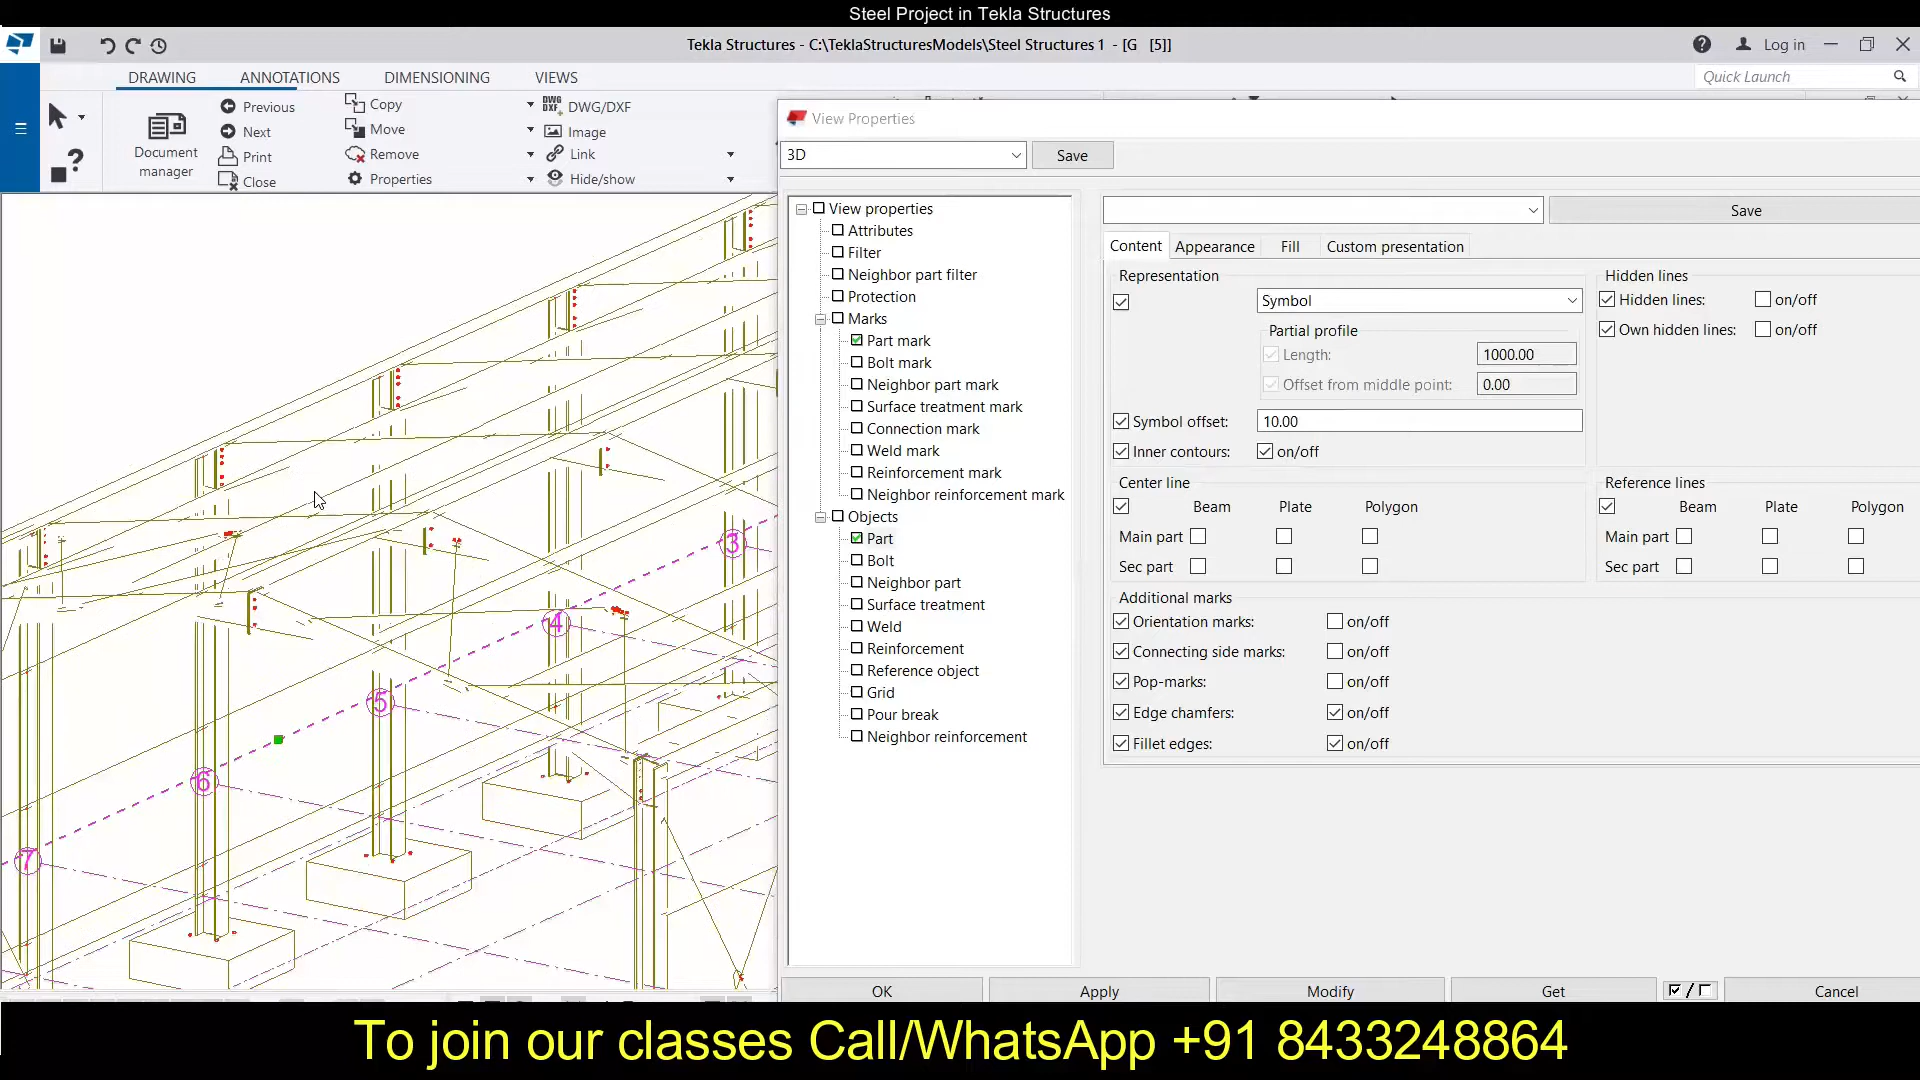 Steel Project in Tekla Structures
Tekla Structures - C:\TeklaStructuresModels\Steel Structures 1 - [G [5]]
Log in
DRAWING ANNOTATIONS DIMENSIONING VIEWS
Quick Launch
Document manager
Previous
Next
Print
Close
Copy
Move
Remove
Properties
DWG/DXF
Image
Link
Hide/show
View Properties
3D
Save
View properties
Attributes
Filter
Neighbor part filter
Protection
Marks
Part mark
Bolt mark
Neighbor part mark
Surface treatment mark
Connection mark
Weld mark
Reinforcement mark
Neighbor reinforcement mark
Objects
Part
Bolt
Neighbor part
Surface treatment
Weld
Reinforcement
Reference object
Grid
Pour break
Neighbor reinforcement
Save
Content Appearance Fill Custom presentation
Representation
Symbol
Partial profile
Length: 1000.00
Offset from middle point: 0.00
Symbol offset: 10.00
Inner contours: on/off
Hidden lines
Hidden lines: on/off
Own hidden lines: on/off
Center line
Beam Plate Polygon
Main part
Sec part
Reference lines
Beam Plate Polygon
Main part
Sec part
Additional marks
Orientation marks: on/off
Connecting side marks: on/off
Pop-marks: on/off
Edge chamfers: on/off
Fillet edges: on/off
3
4
5
6
7
OK Apply Modify Get / Cancel
To join our classes Call/WhatsApp +91 8433248864